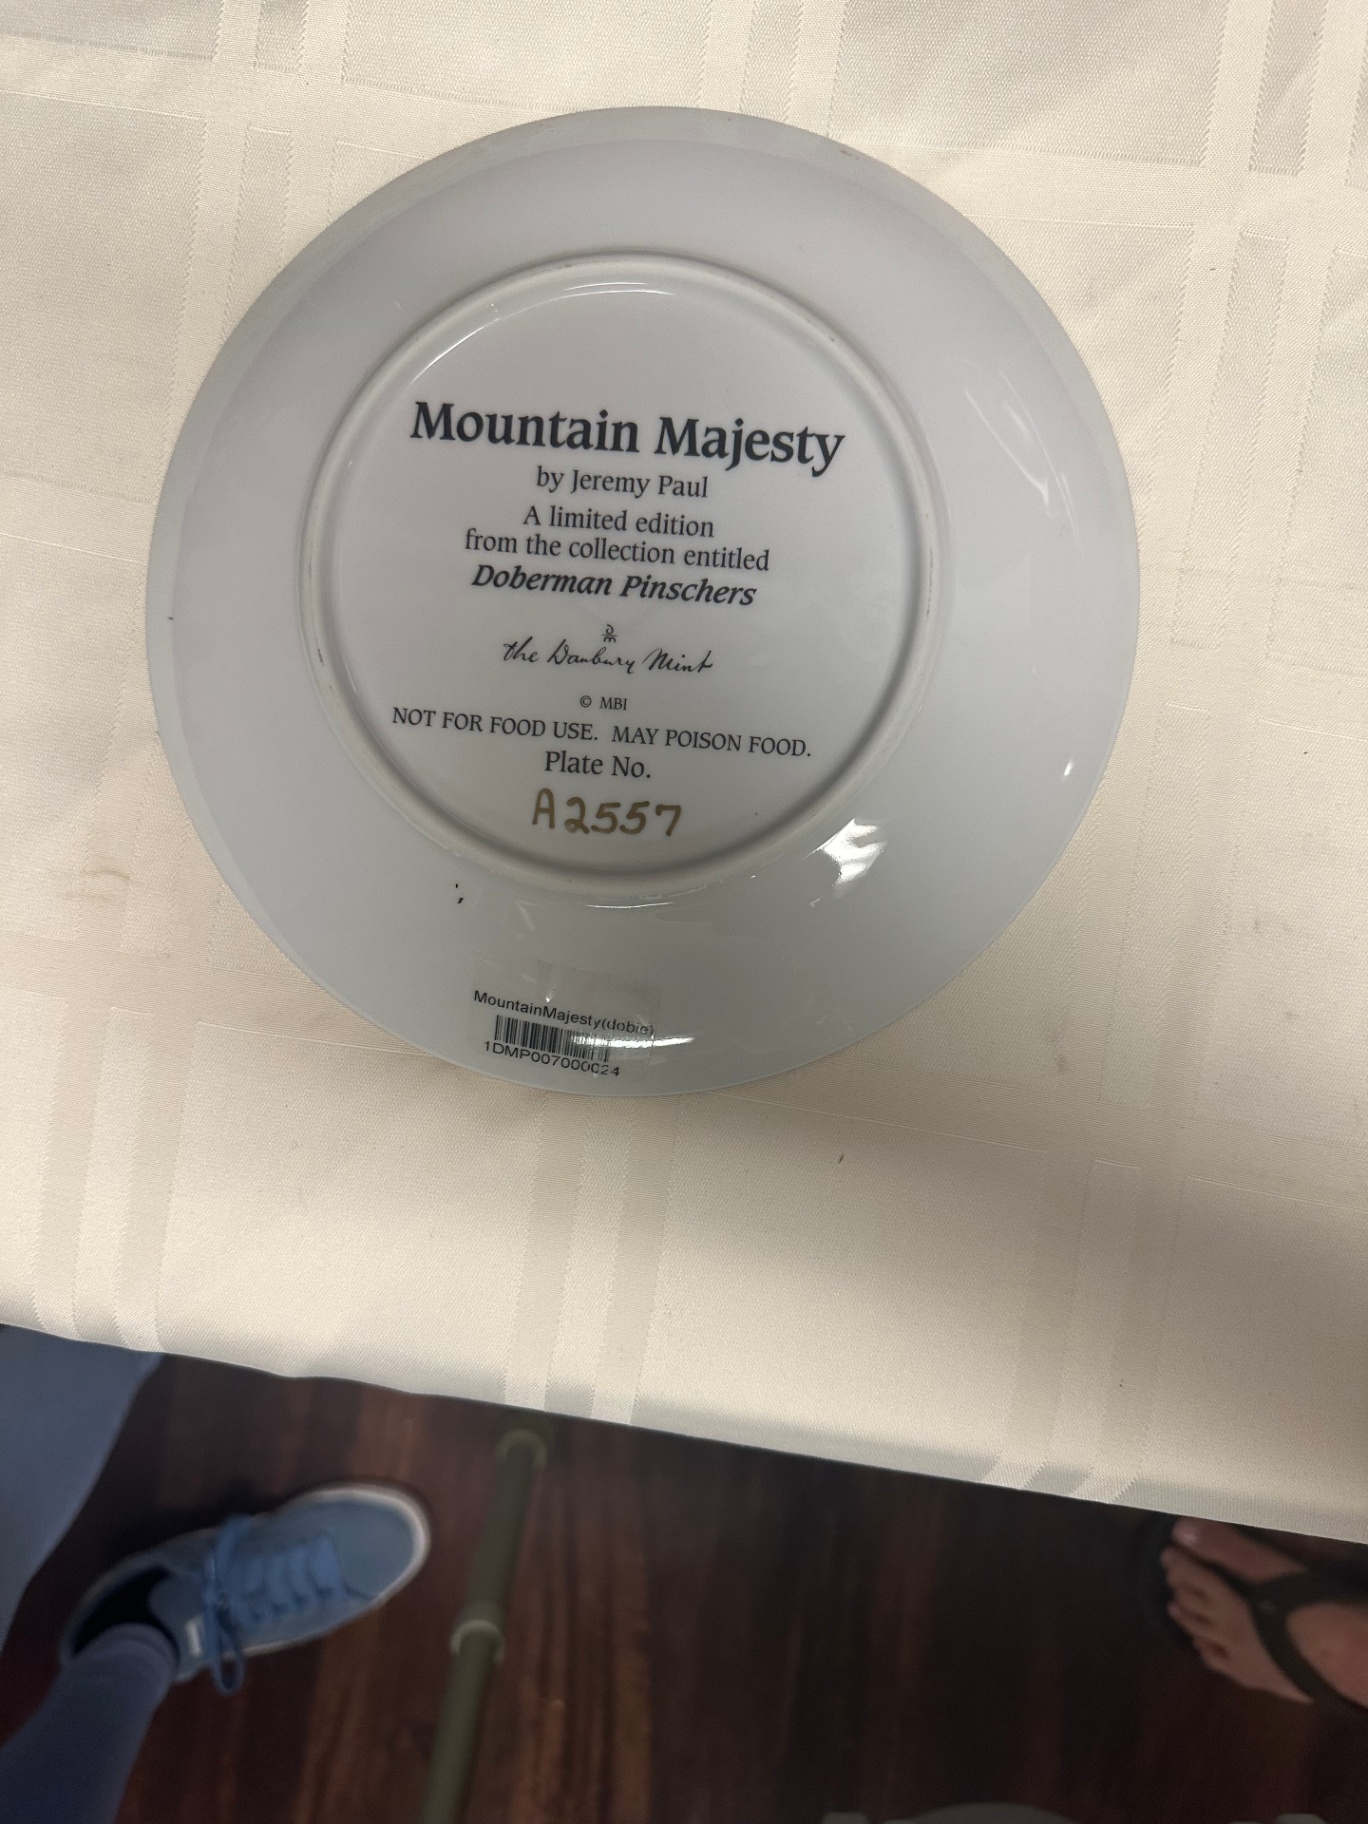 Mountain Majesty
by Jeremy Paul
A limited edition
from the collection entitled
Doberman Pinschers
the Danbury Mint
© MBI
NOT FOR FOOD USE. MAY POISON FOOD.
Plate No.
A2557
MountainMajesty(dobie)
1DMP007000024